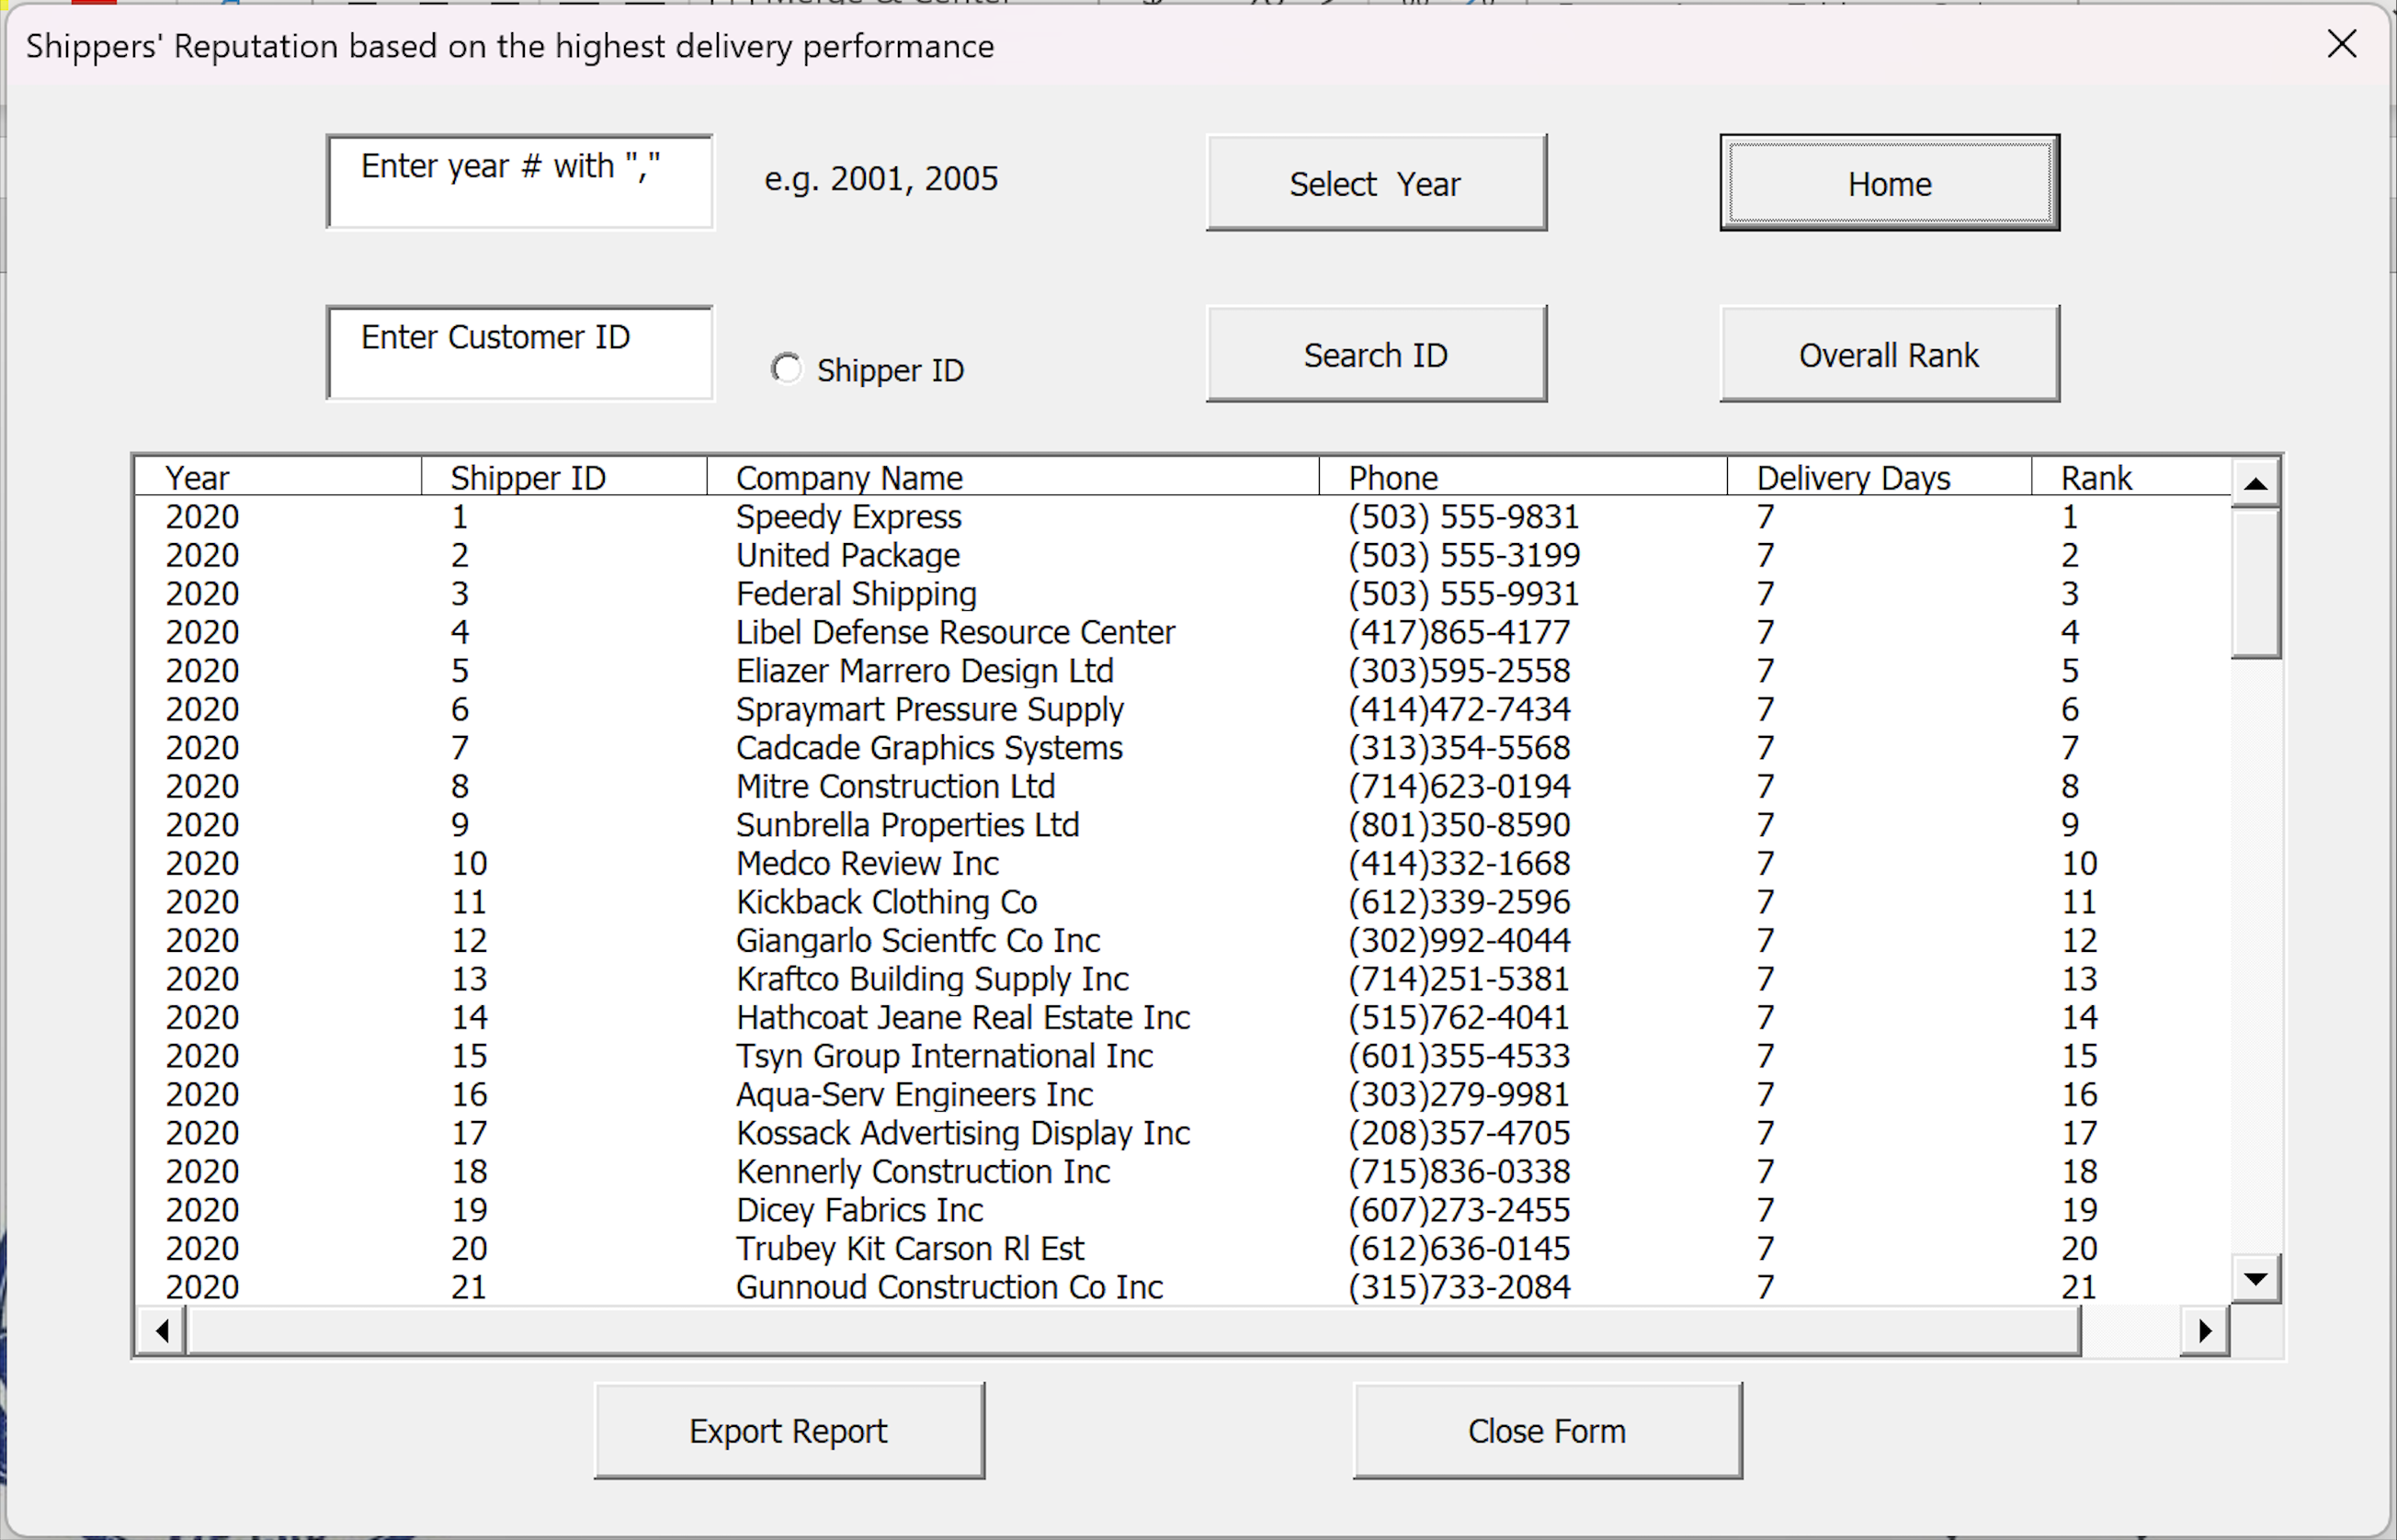 Shippers' Reputation based on the highest delivery performance
Enter year # with "," e.g. 2001, 2005 Select Year Home
Enter Customer ID Shipper ID Search ID Overall Rank
Year Shipper ID Company Name Phone Delivery Days Rank
2020 1 Speedy Express (503) 555-9831 7 1
2020 2 United Package (503) 555-3199 7 2
2020 3 Federal Shipping (503) 555-9931 7 3
2020 4 Libel Defense Resource Center (417)865-4177 7 4
2020 5 Eliazer Marrero Design Ltd (303)595-2558 7 5
2020 6 Spraymart Pressure Supply (414)472-7434 7 6
2020 7 Cadcade Graphics Systems (313)354-5568 7 7
2020 8 Mitre Construction Ltd (714)623-0194 7 8
2020 9 Sunbrella Properties Ltd (801)350-8590 7 9
2020 10 Medco Review Inc (414)332-1668 7 10
2020 11 Kickback Clothing Co (612)339-2596 7 11
2020 12 Giangarlo Scientfc Co Inc (302)992-4044 7 12
2020 13 Kraftco Building Supply Inc (714)251-5381 7 13
2020 14 Hathcoat Jeane Real Estate Inc (515)762-4041 7 14
2020 15 Tsyn Group International Inc (601)355-4533 7 15
2020 16 Aqua-Serv Engineers Inc (303)279-9981 7 16
2020 17 Kossack Advertising Display Inc (208)357-4705 7 17
2020 18 Kennerly Construction Inc (715)836-0338 7 18
2020 19 Dicey Fabrics Inc (607)273-2455 7 19
2020 20 Trubey Kit Carson Rl Est (612)636-0145 7 20
2020 21 Gunnoud Construction Co Inc (315)733-2084 7 21
Export Report Close Form